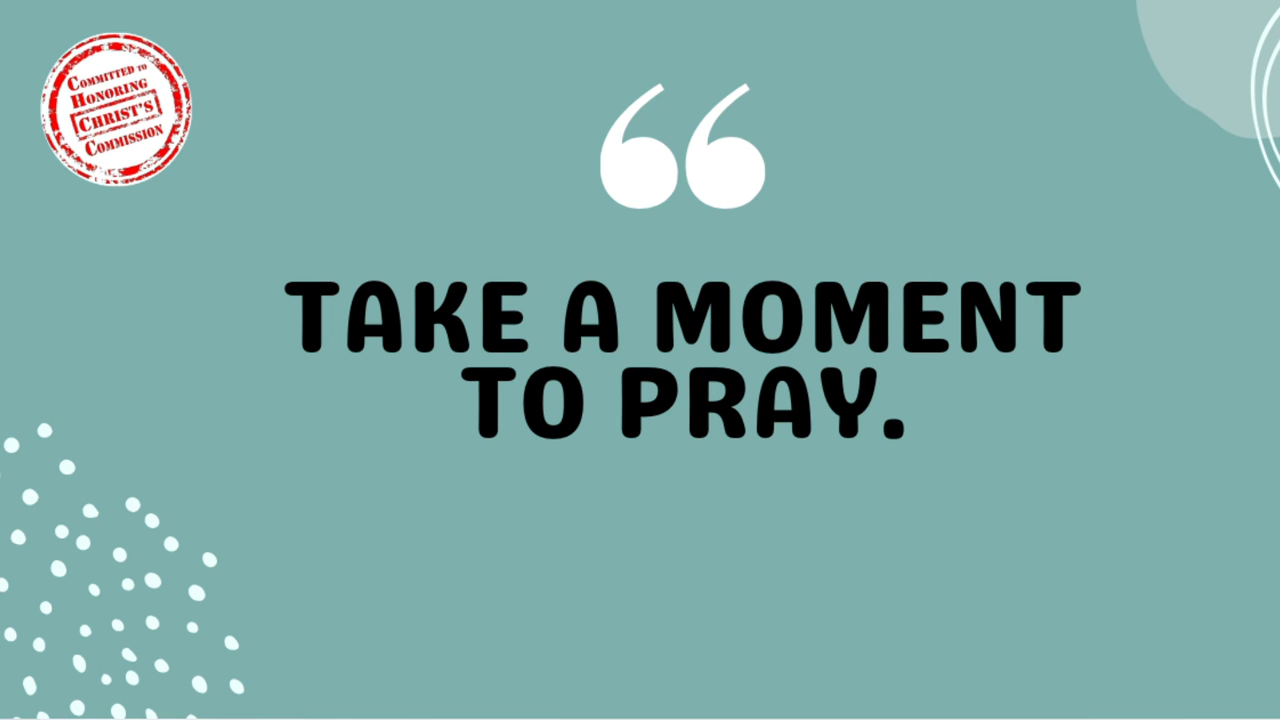 COMMITTED TO
HONORING
CHRIST'S
COMMISSION
“
TAKE A MOMENT
TO PRAY.